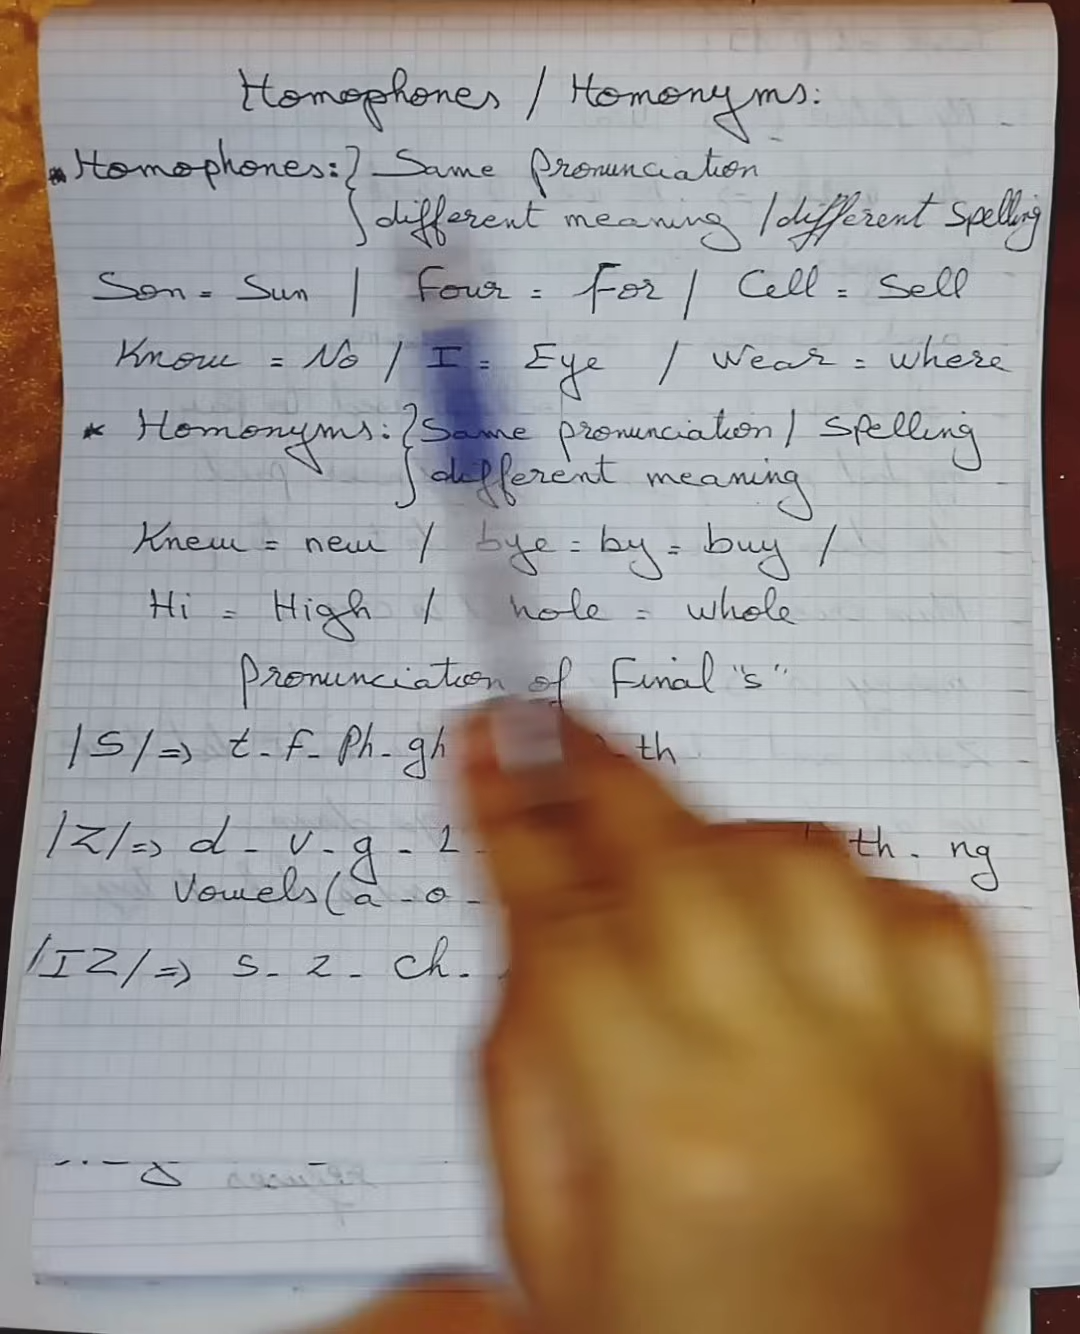 Homophones / Homonyms:
* Homophones: } Same pronunciation
different meaning / different spelling
Son = Sun / Four = For / Cell = Sell
Know = No / I = Eye / Wear = where
* Homonyms: } Same pronunciation / Spelling
different meaning
Knew = new / bye = by = buy /
Hi = High / hole = whole
Pronunciation of Final "s"
/S/ => t - f - Ph - gh th
/Z/ => d - v - g - l - th - ng
Vowels (a - o -
/IZ/ => s - z - ch -